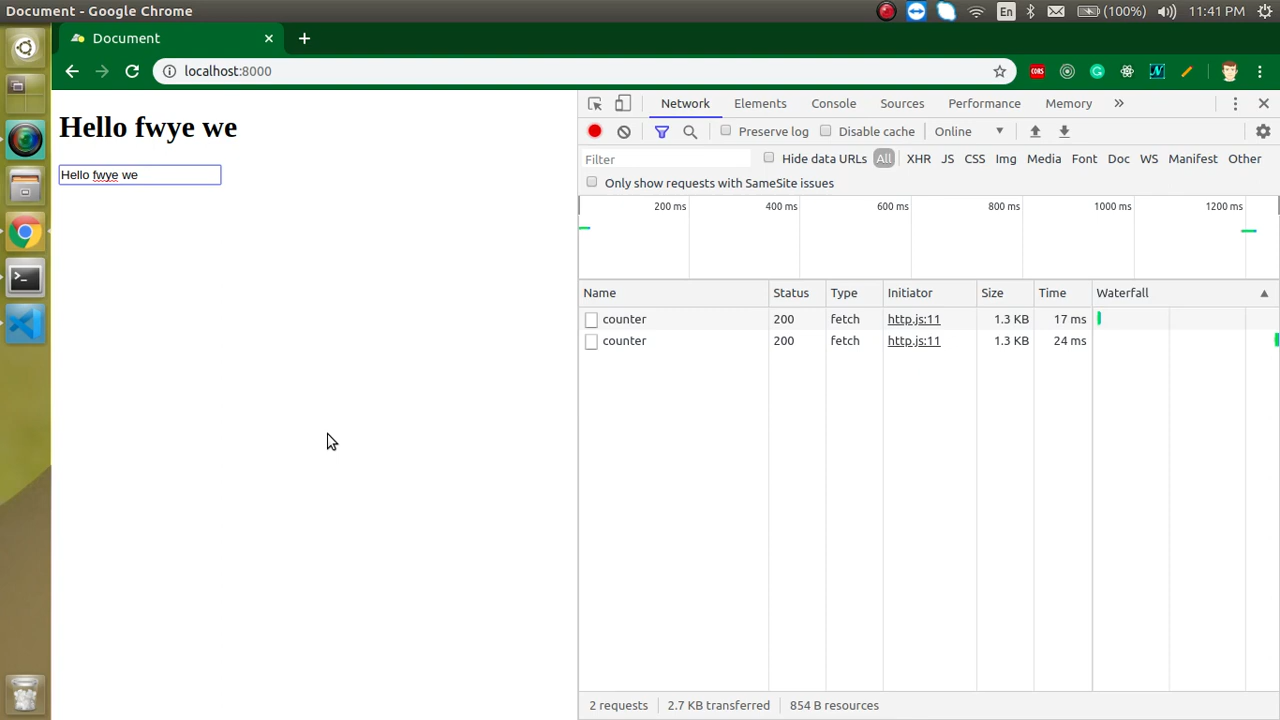 Document - Google Chrome En (100%) 11:41 PM
Document
localhost:8000 CORS
Hello fwye we
Hello fwye we
Network Elements Console Sources Performance Memory »
Preserve log Disable cache Online
Filter Hide data URLs All XHR JS CSS Img Media Font Doc WS Manifest Other
Only show requests with SameSite issues
200 ms 400 ms 600 ms 800 ms 1000 ms 1200 ms
Name Status Type Initiator Size Time Waterfall
counter 200 fetch http.js:11 1.3 KB 17 ms
counter 200 fetch http.js:11 1.3 KB 24 ms
2 requests 2.7 KB transferred 854 B resources